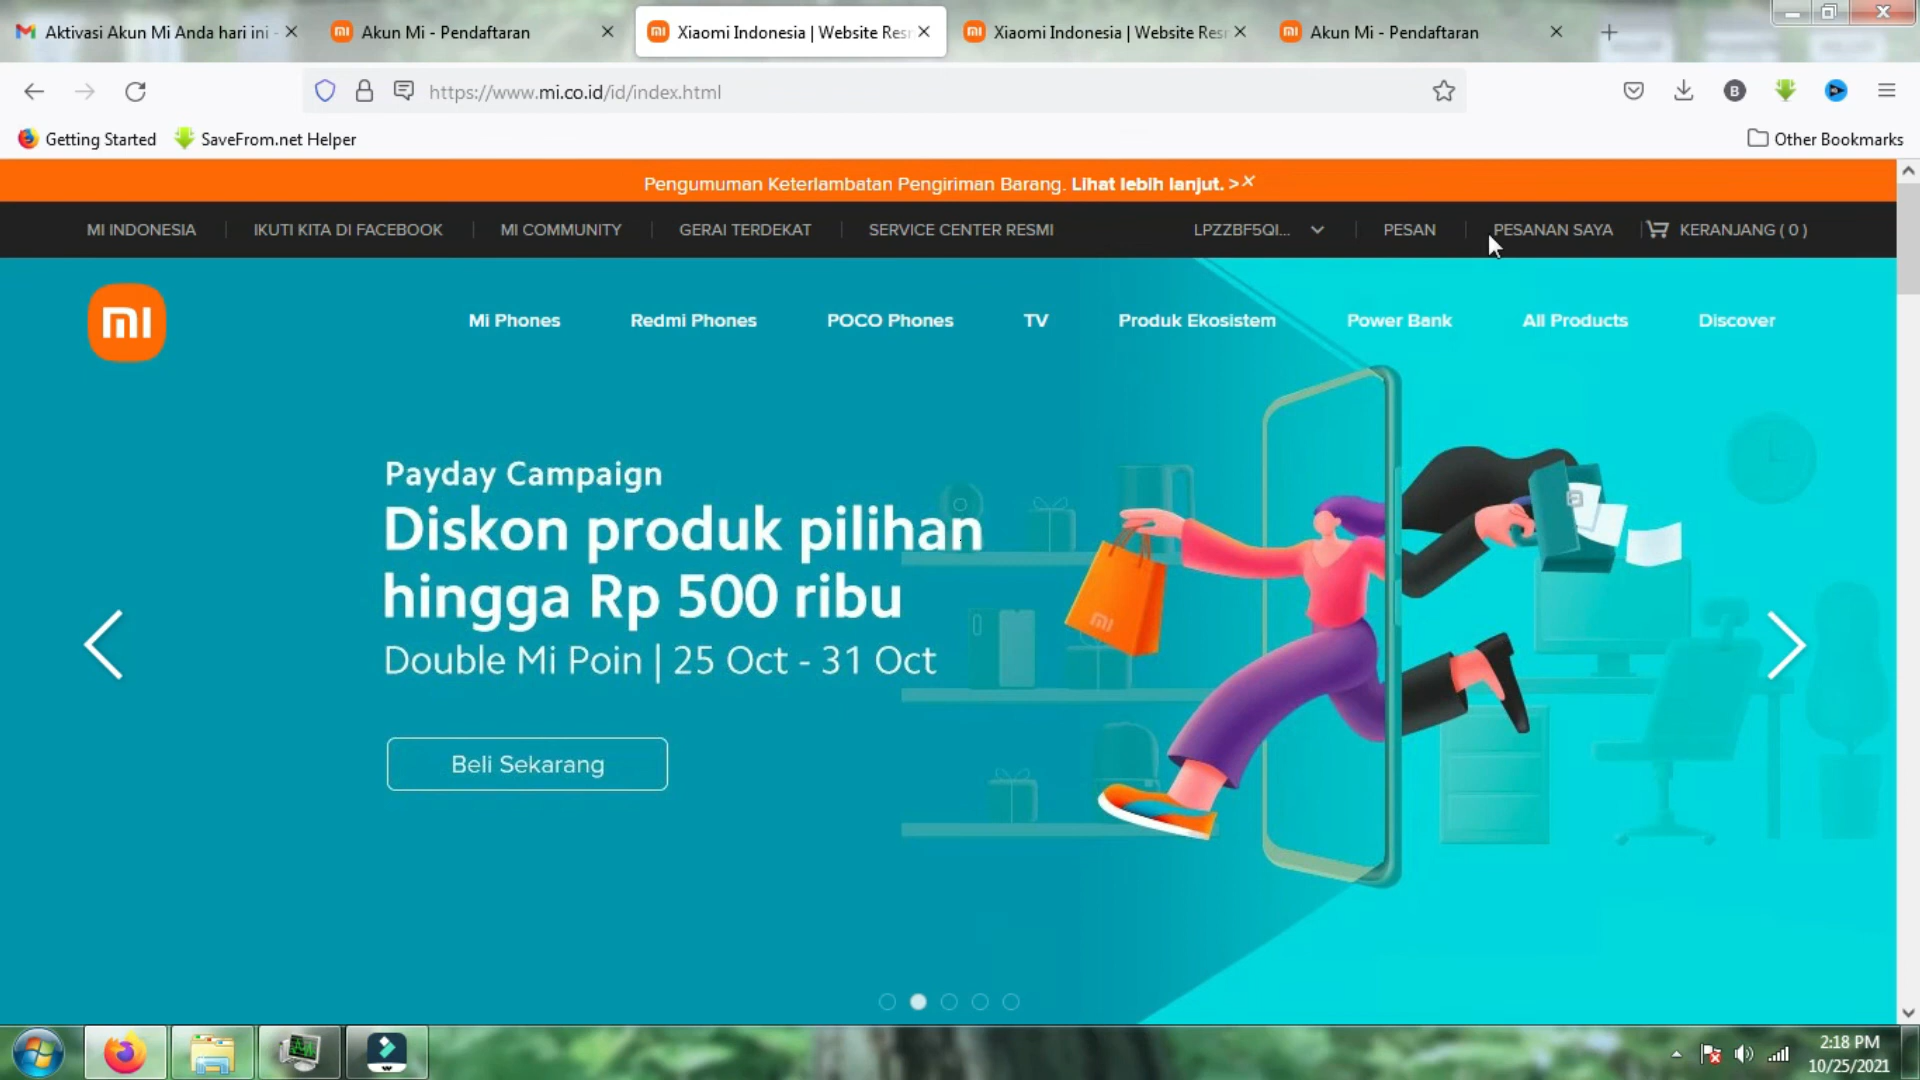 Aktivasi Akun Mi Anda hari ini -
Akun Mi - Pendaftaran
Xiaomi Indonesia | Website Res
Xiaomi Indonesia | Website Res
Akun Mi - Pendaftaran
https://www.mi.co.id/id/index.html
B
Getting Started
SaveFrom.net Helper
Other Bookmarks
Pengumuman Keterlambatan Pengiriman Barang. Lihat lebih lanjut. >
MI INDONESIA
IKUTI KITA DI FACEBOOK
MI COMMUNITY
GERAI TERDEKAT
SERVICE CENTER RESMI
LPZZBF5QI...
PESAN
PESANAN SAYA
KERANJANG ( 0 )
mi
Mi Phones
Redmi Phones
POCO Phones
TV
Produk Ekosistem
Power Bank
All Products
Discover
Payday Campaign
Diskon produk pilihan
hingga Rp 500 ribu
Double Mi Poin | 25 Oct - 31 Oct
mi
Beli Sekarang
2:18 PM
10/25/2021